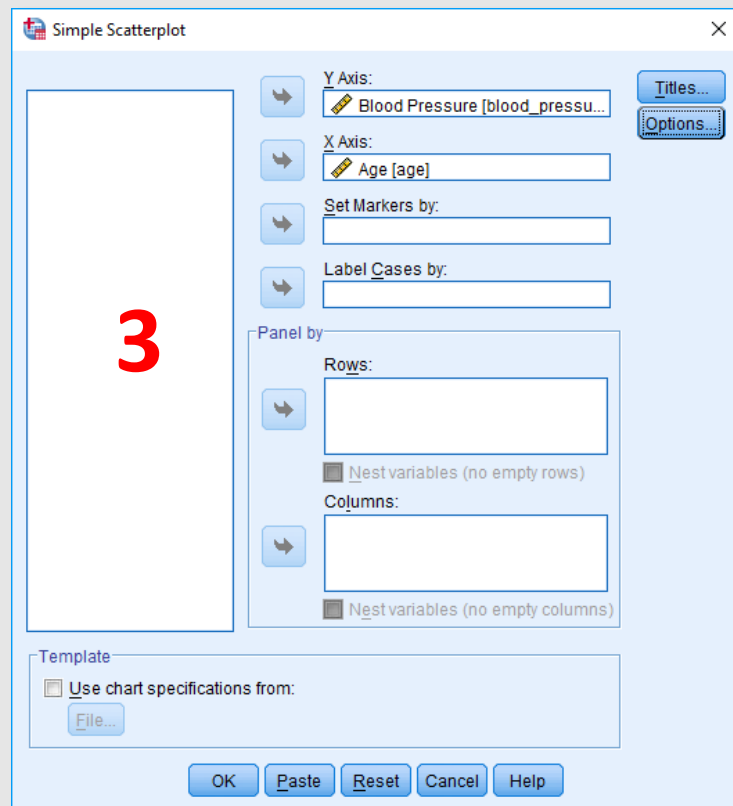 Simple Scatterplot
Y Axis:
Blood Pressure [blood_pressu...
Titles...
Options...
X Axis:
Age [age]
Set Markers by:
Label Cases by:
3
Panel by
Rows:
Nest variables (no empty rows)
Columns:
Nest variables (no empty columns)
Template
Use chart specifications from:
File...
OK Paste Reset Cancel Help